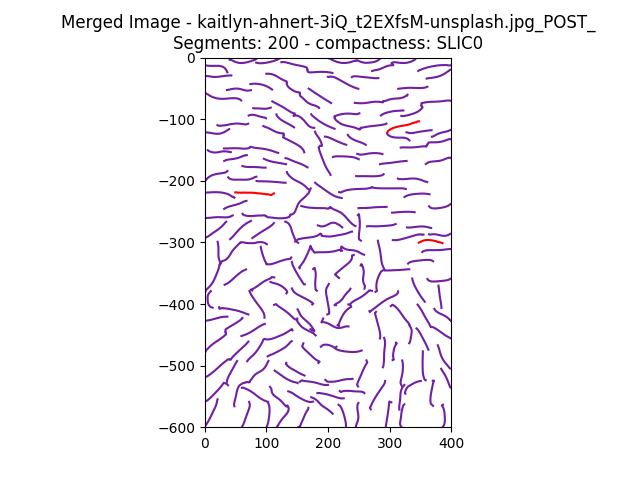 Merged Image - kaitlyn-ahnert-3iQ_t2EXfsM-unsplash.jpg_POST_
Segments: 200 - compactness: SLIC0
0
−100
−200
−300
−400
−500
−600
0 100 200 300 400